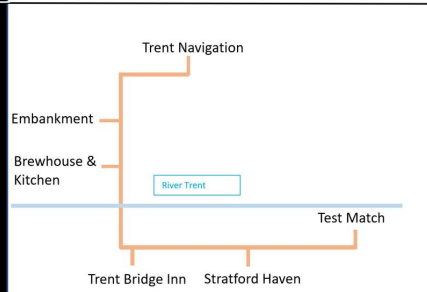 Trent Navigation
Embankment
Brewhouse &
Kitchen
River Trent
Test Match
Trent Bridge Inn
Stratford Haven